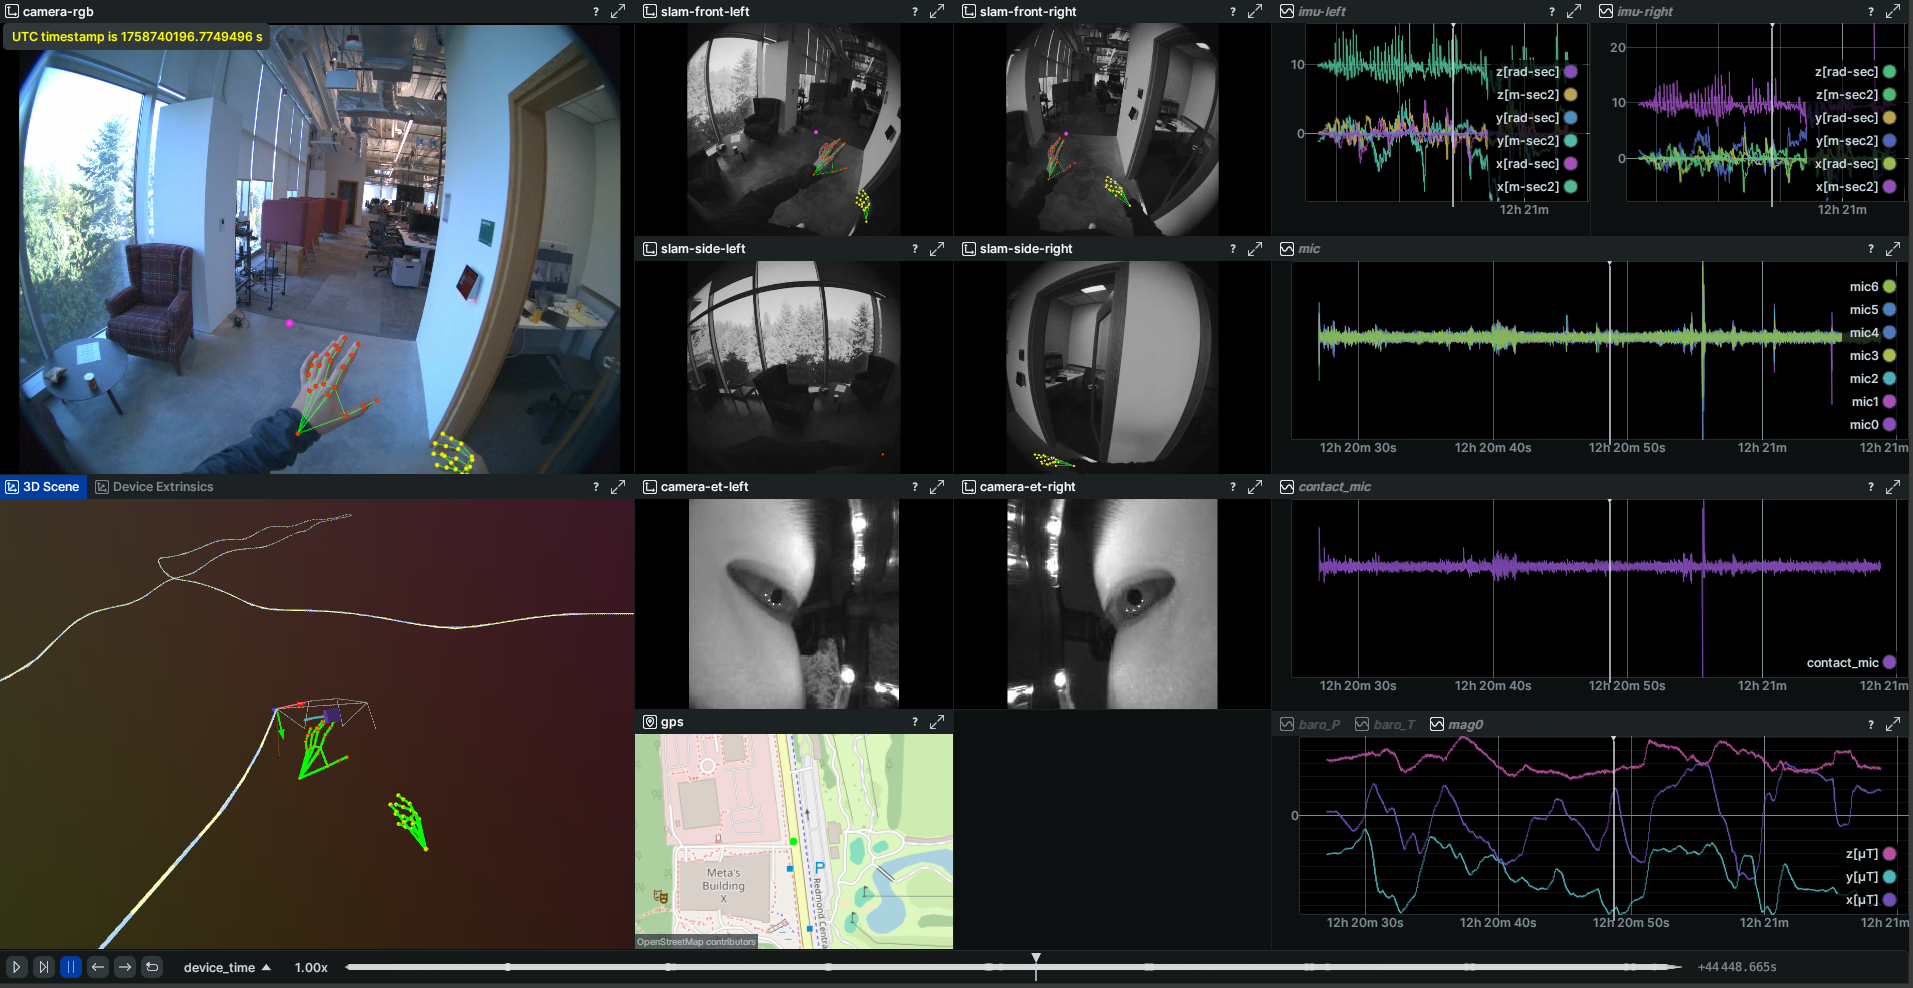 camera-rgb
?
UTC timestamp is 1758740196.7749496 s
slam-front-left
?
slam-front-right
?
imu-left
?
10
0
z[rad-sec]
z[m-sec2]
y[rad-sec]
y[m-sec2]
x[rad-sec]
x[m-sec2]
12h 21m
imu-right
?
20
10
0
z[rad-sec]
z[m-sec2]
y[rad-sec]
y[m-sec2]
x[rad-sec]
x[m-sec2]
12h 21m
slam-side-left
?
slam-side-right
?
mic
?
mic6
mic5
mic4
mic3
mic2
mic1
mic0
12h 20m 30s
12h 20m 40s
12h 20m 50s
12h 21m
12h 21m
3D Scene
Device Extrinsics
?
camera-et-left
?
camera-et-right
?
contact_mic
?
contact_mic
12h 20m 30s
12h 20m 40s
12h 20m 50s
12h 21m
12h 21m
gps
?
Meta's
Building
X
P
Redmond Centra
OpenStreetMap contributors
baro_P
baro_T
mag0
?
0
z[µT]
y[µT]
x[µT]
12h 20m 30s
12h 20m 40s
12h 20m 50s
12h 21m
12h 21m
device_time
1.00x
+44 448.665s